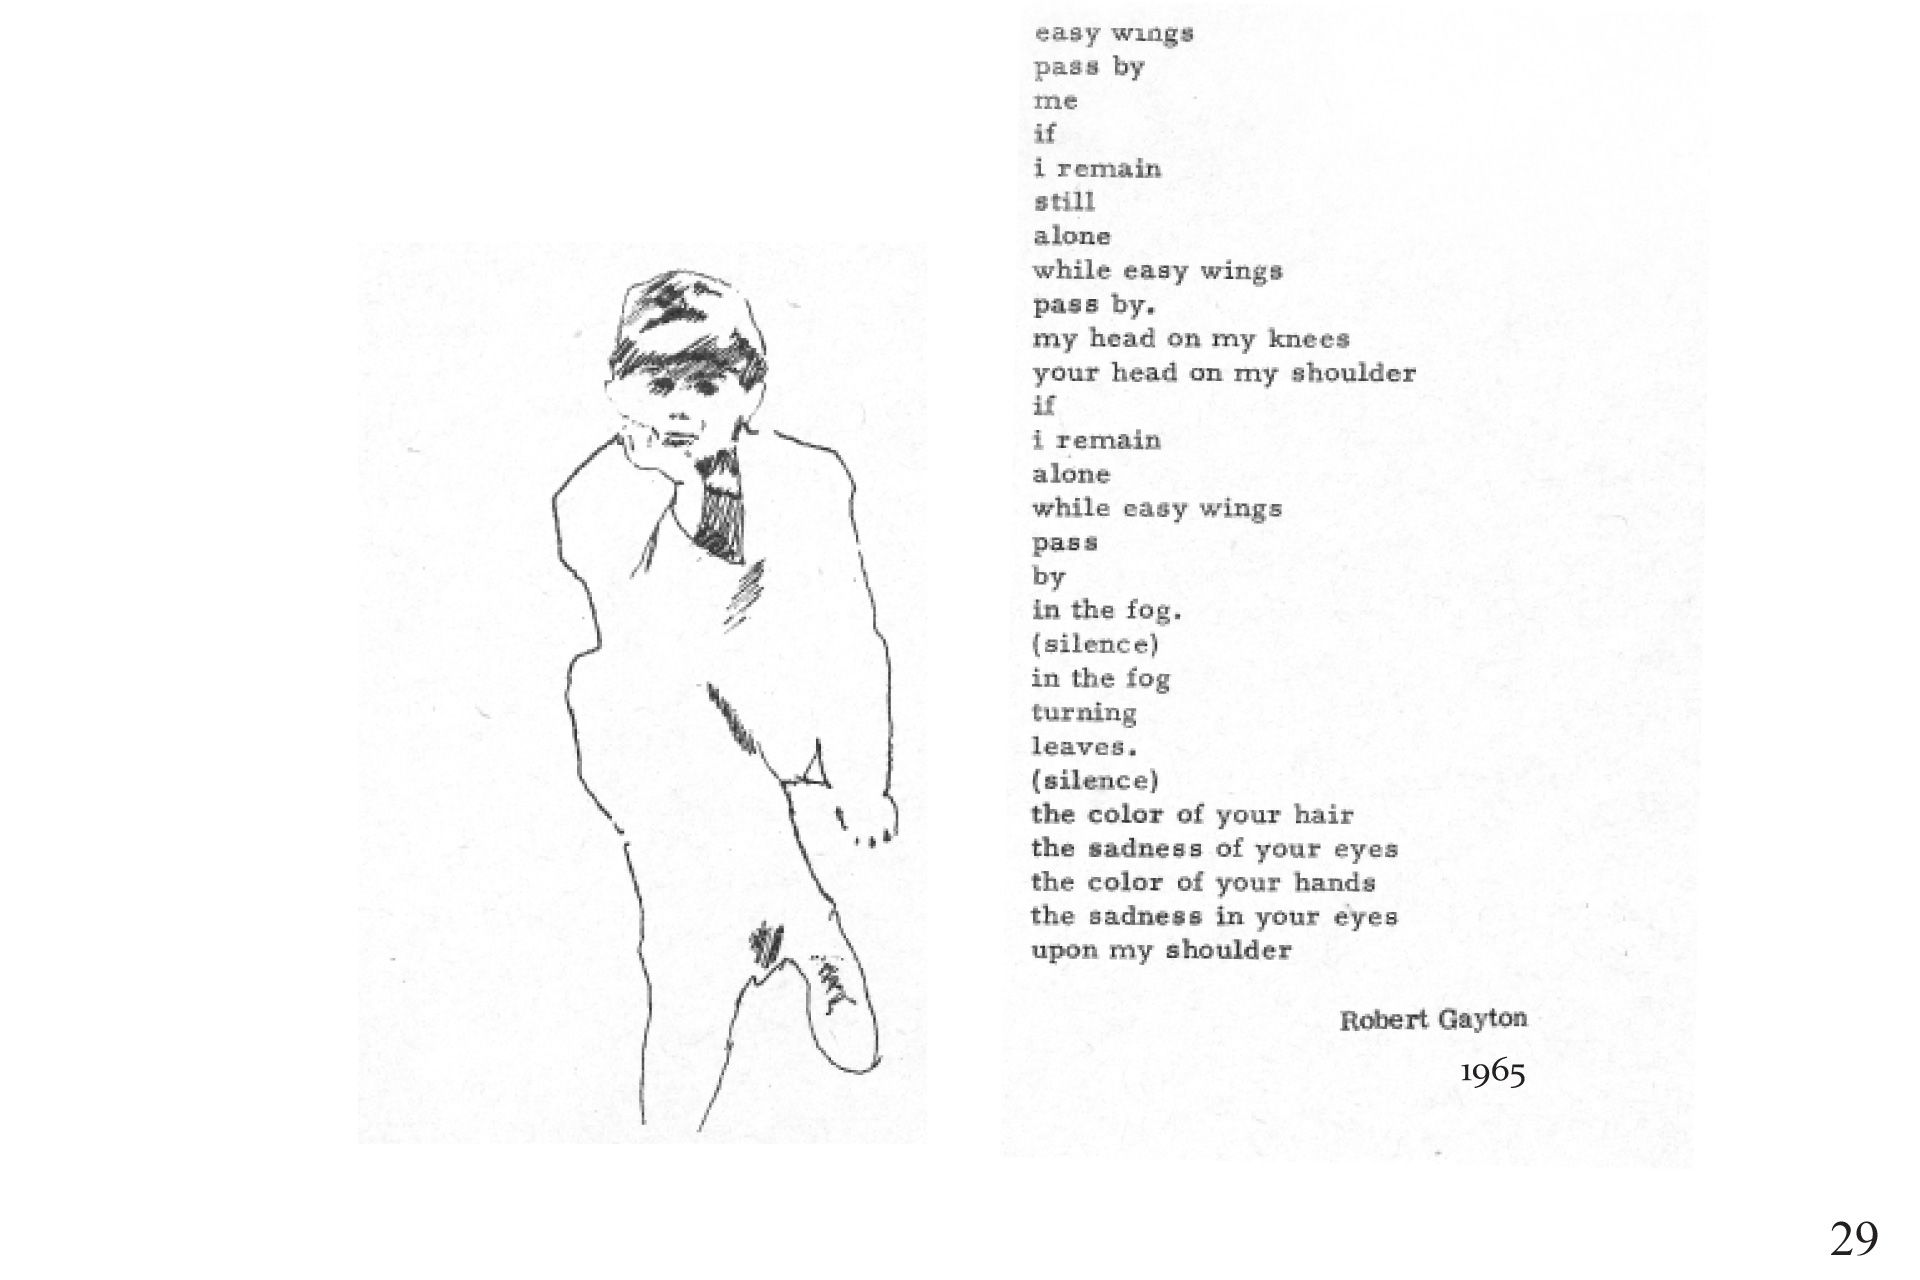 easy wings
pass by
me
if
i remain
still
alone
while easy wings
pass by.
my head on my knees
your head on my shoulder
if
i remain
alone
while easy wings
pass
by
in the fog.
(silence)
in the fog
turning
leaves.
(silence)
the color of your hair
the sadness of your eyes
the color of your hands
the sadness in your eyes
upon my shoulder
Robert Gayton
1965
29